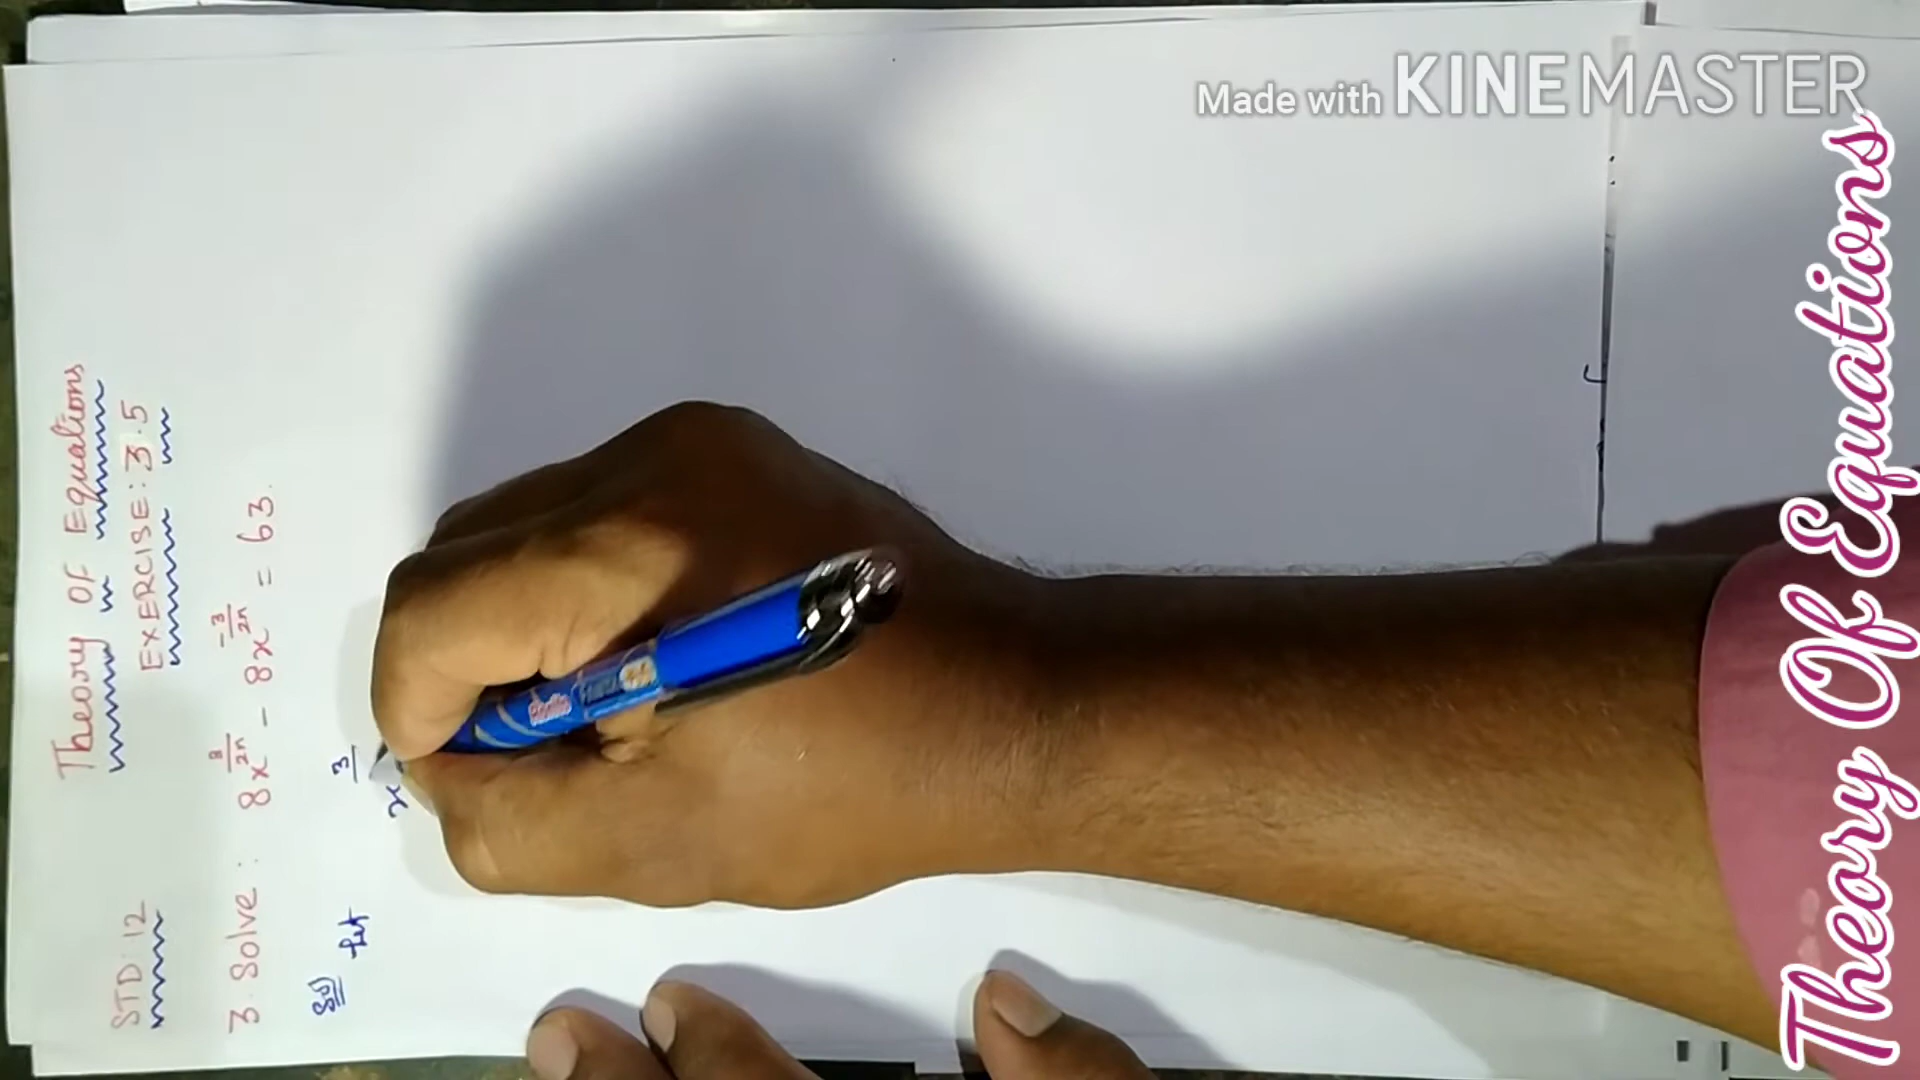 Made with KINEMASTER
Theory Of Equations
Theory OF Equations
STD: 12 EXERCISE: 3.5
3. Solve : 8x^{3/2n} - 8x^{-3/2n} = 63.
Sol Let x^{3/